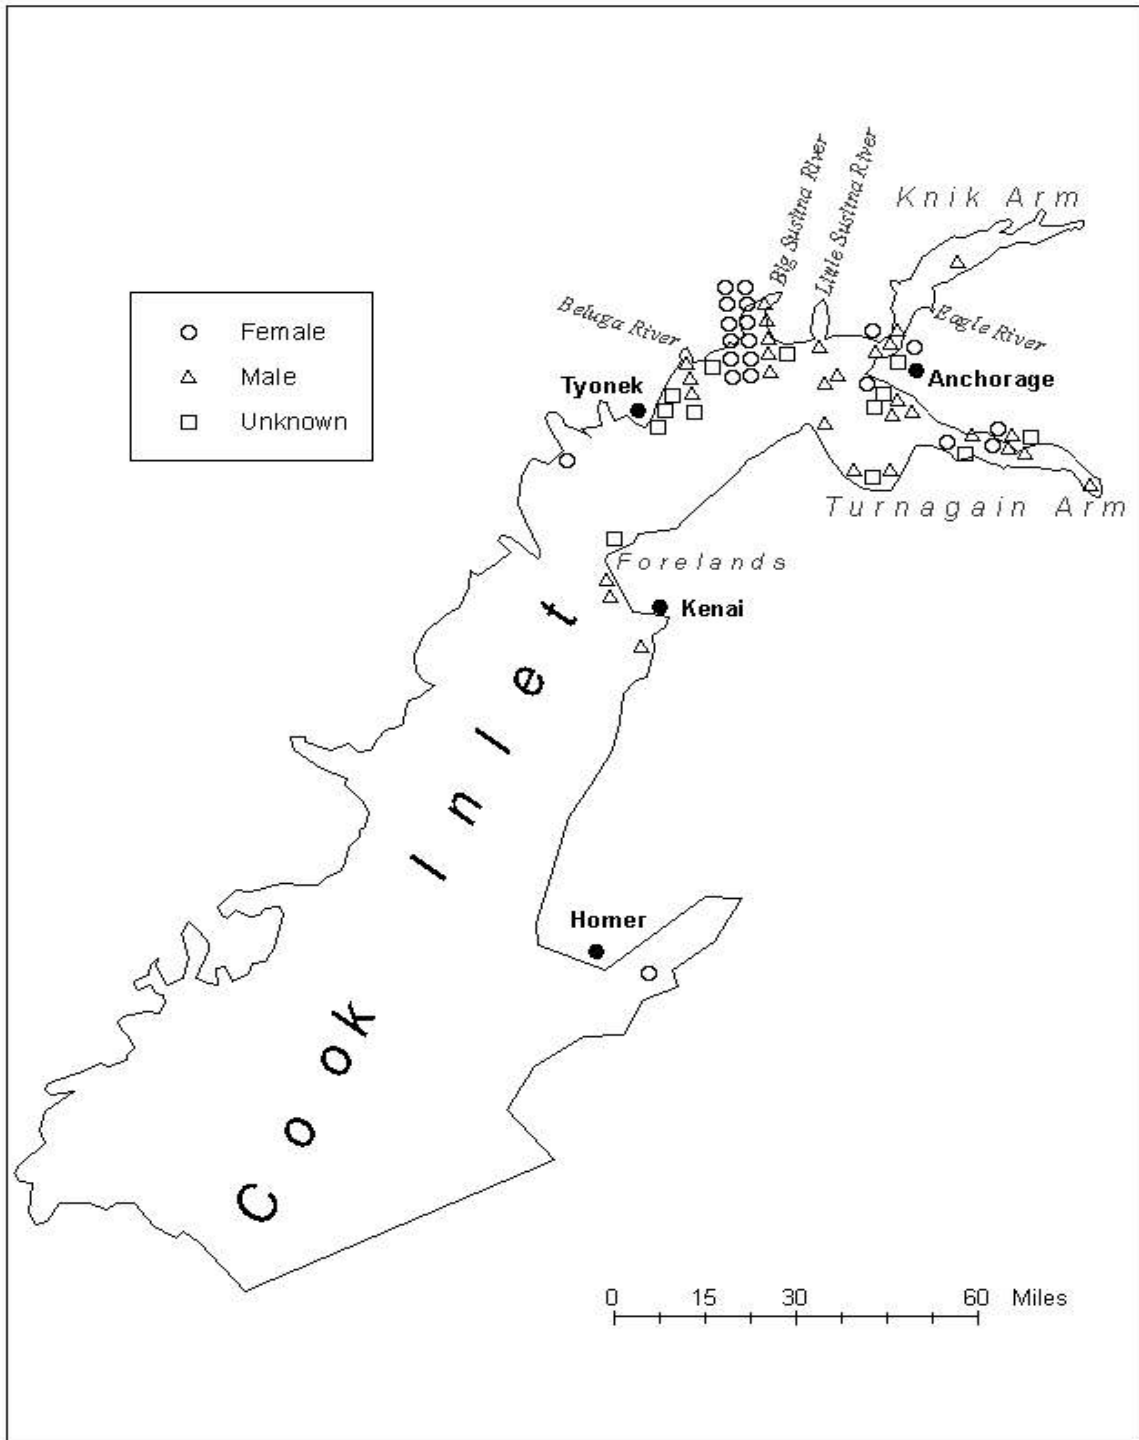 Big Susitna River
Little Susitna River
Knik Arm
Beluga River
Eagle River
Female
Male
Unknown
Tyonek
Anchorage
Turnagain Arm
Forelands
Kenai
Cook Inlet
Homer
0 15 30 60 Miles